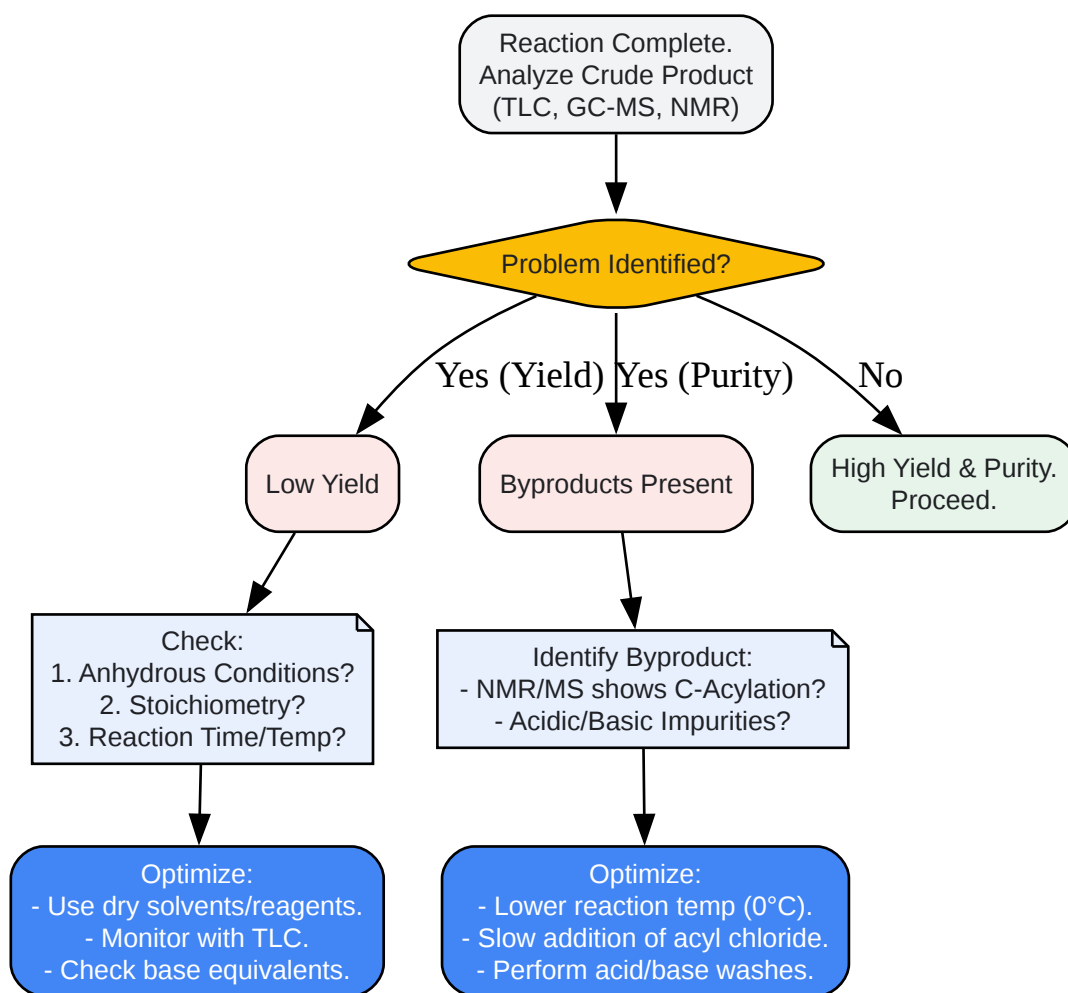 Reaction Complete.
Analyze Crude Product
(TLC, GC-MS, NMR)
Problem Identified?
Yes (Yield)
Yes (Purity)
No
Low Yield
Byproducts Present
High Yield & Purity.
Proceed.
Check:
1. Anhydrous Conditions?
2. Stoichiometry?
3. Reaction Time/Temp?
Identify Byproduct:
- NMR/MS shows C-Acylation?
- Acidic/Basic Impurities?
Optimize:
- Use dry solvents/reagents.
- Monitor with TLC.
- Check base equivalents.
Optimize:
- Lower reaction temp (0°C).
- Slow addition of acyl chloride.
- Perform acid/base washes.